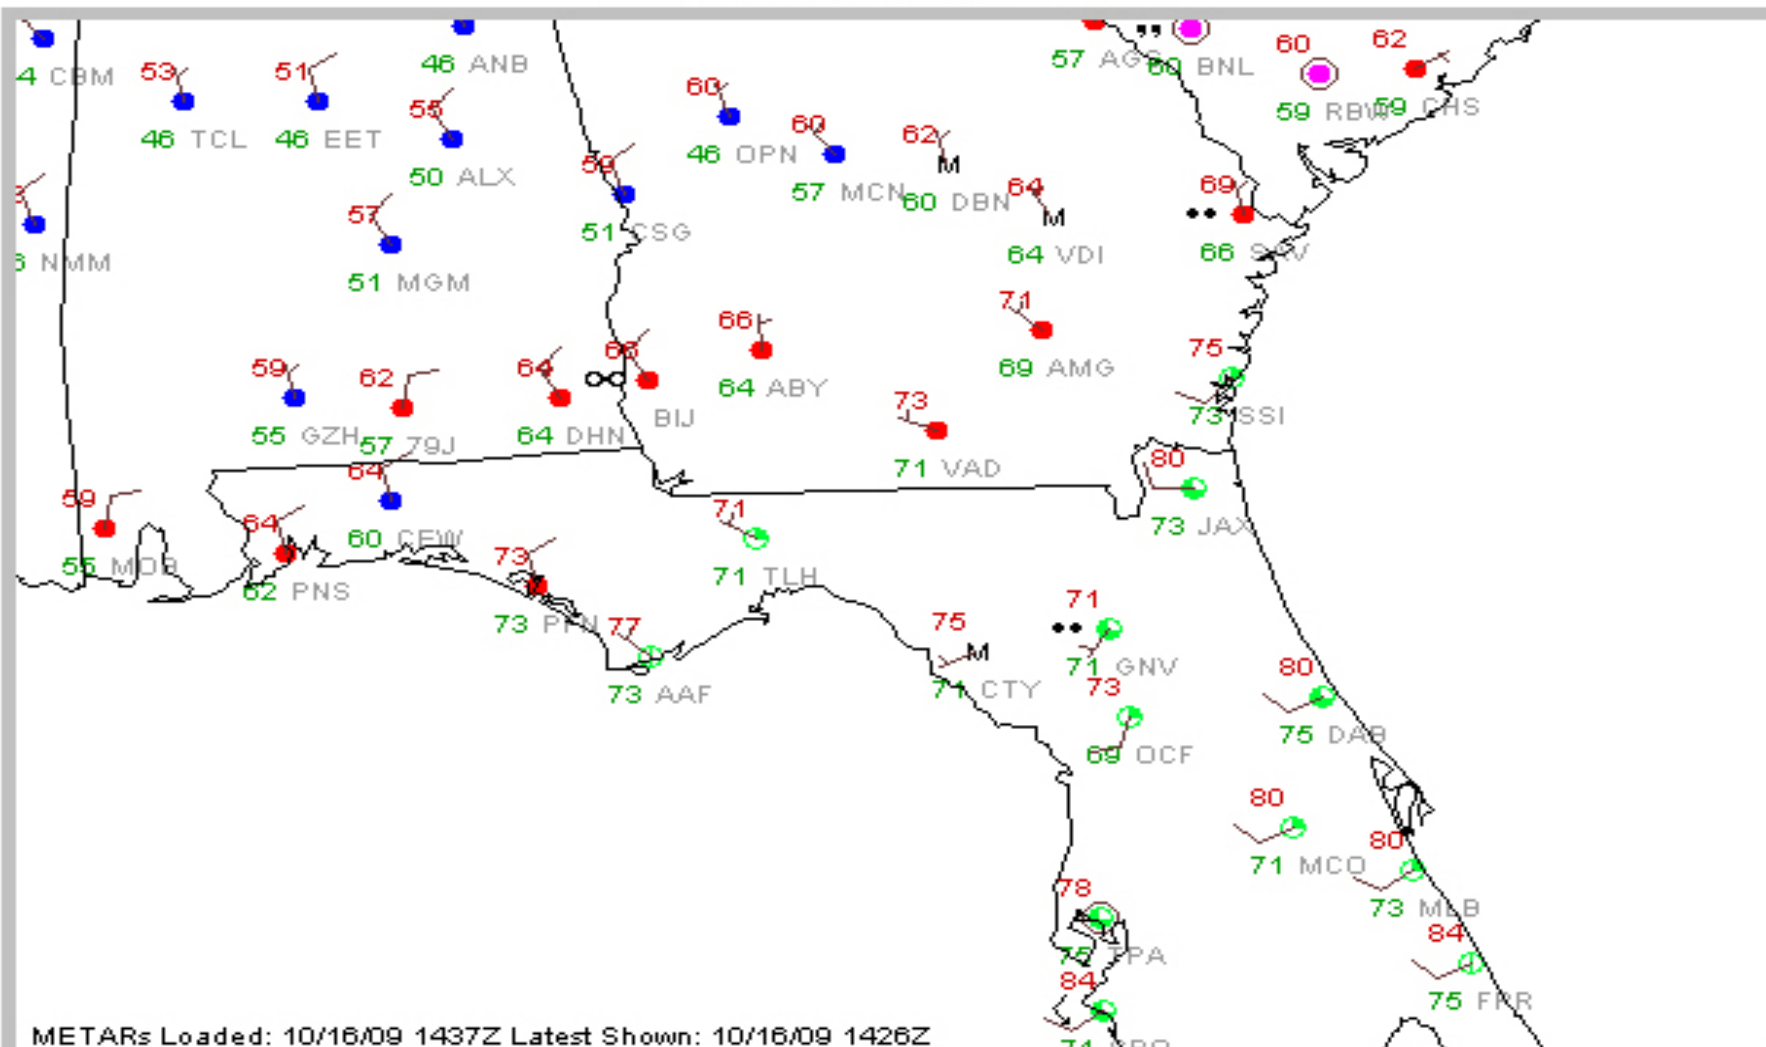 46 ANB
57
60 BNL
60
62
4 CBM
53
51
55
60
59 RBW
59 CHS
46 TCL
46 EET
60
62
M
50 ALX
59
46 OPN
57 MCN
60 DBN
64
M
69
57
51 CSG
64 VDI
66 SAV
NMM
51 MGM
71
66
75
59
62
64
66
64 ABY
69 AMG
73
73 SSI
55 GZH
57 79J
64 DHN
BIJ
71 VAD
80
64
59
64
60 CEW
71
73 JAX
55 MOB
62 PNS
73
71 TLH
71
73 PFN
77
75
M
71 GNV
73 AAF
71 CTY
73
80
69 OCF
75 DAB
80
80
71 MCO
78
73 MLB
75 TPA
84
84
75 FPR
71
METARs Loaded: 10/16/09 1437Z Latest Shown: 10/16/09 1426Z